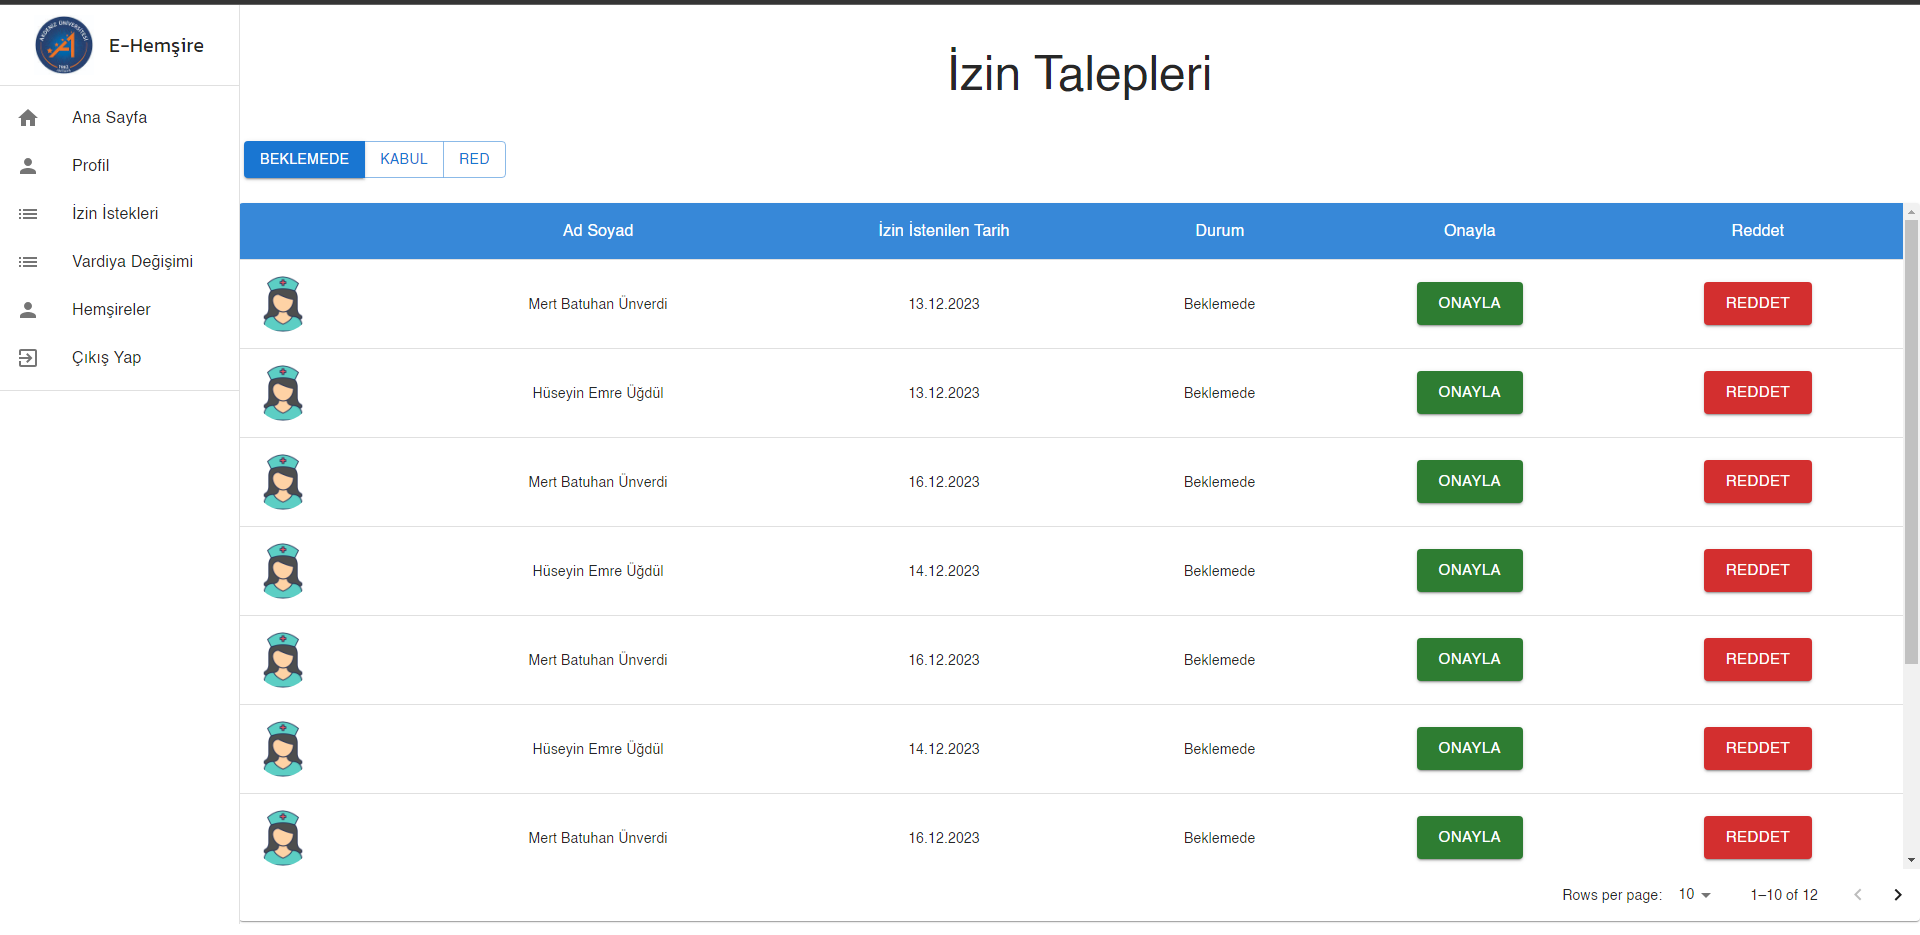 AKDENİZ ÜNİVERSİTESİ
1982
E-Hemşire
Ana Sayfa
Profil
İzin İstekleri
Vardiya Değişimi
Hemşireler
Çıkış Yap
İzin Talepleri
BEKLEMEDE KABUL RED
Ad Soyad İzin İstenilen Tarih Durum Onayla Reddet
Mert Batuhan Ünverdi 13.12.2023 Beklemede ONAYLA REDDET
Hüseyin Emre Üğdül 13.12.2023 Beklemede ONAYLA REDDET
Mert Batuhan Ünverdi 16.12.2023 Beklemede ONAYLA REDDET
Hüseyin Emre Üğdül 14.12.2023 Beklemede ONAYLA REDDET
Mert Batuhan Ünverdi 16.12.2023 Beklemede ONAYLA REDDET
Hüseyin Emre Üğdül 14.12.2023 Beklemede ONAYLA REDDET
Mert Batuhan Ünverdi 16.12.2023 Beklemede ONAYLA REDDET
Rows per page: 10 1–10 of 12